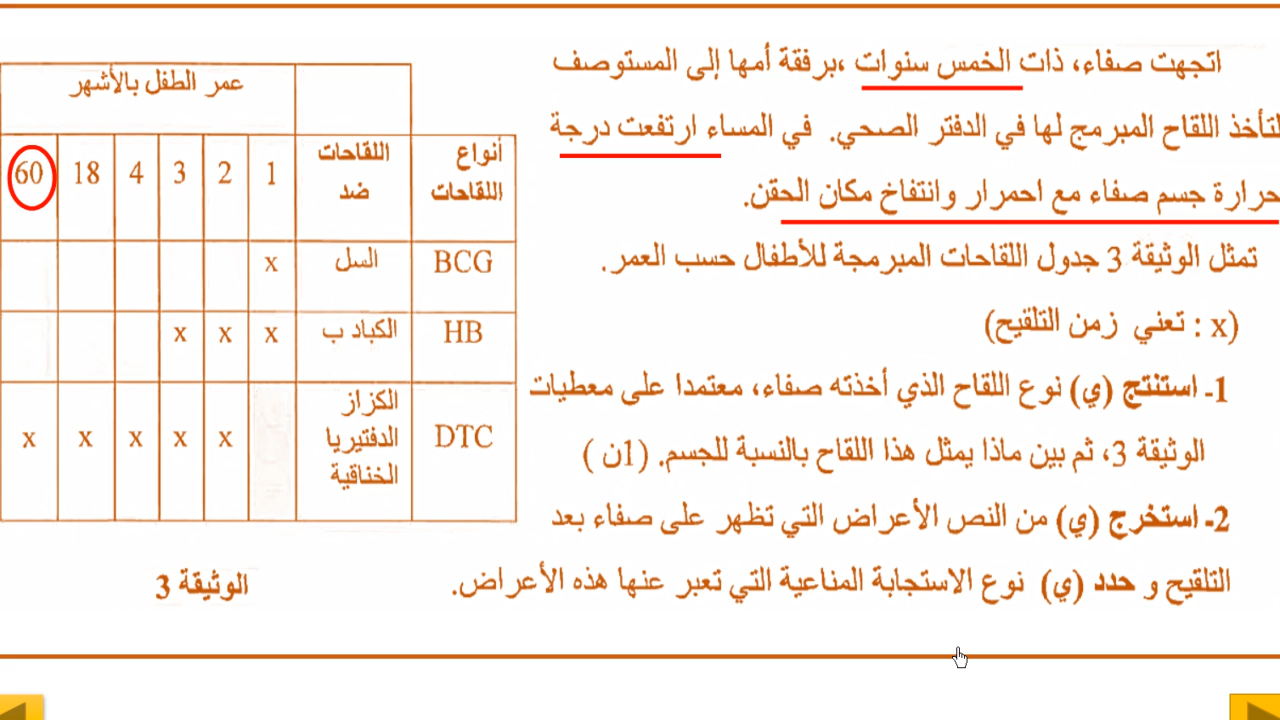 اتجهت صفاء، ذات الخمس سنوات ،برفقة أمها إلى المستوصف
لتأخذ اللقاح المبرمج لها في الدفتر الصحي. في المساء ارتفعت درجة
حرارة جسم صفاء مع احمرار وانتفاخ مكان الحقن.
تمثل الوثيقة 3 جدول اللقاحات المبرمجة للأطفال حسب العمر.
(x : تعني زمن التلقيح)
1- استنتج (ي) نوع اللقاح الذي أخذته صفاء، معتمدا على معطيات
الوثيقة 3، ثم بين ماذا يمثل هذا اللقاح بالنسبة للجسم. (1ن )
2- استخرج (ي) من النص الأعراض التي تظهر على صفاء بعد
التلقيح و حدد (ي) نوع الاستجابة المناعية التي تعبر عنها هذه الأعراض.
عمر الطفل بالأشهر
أنواع اللقاحات اللقاحات ضد 1 2 3 4 18 60
BCG السل x
HB الكباد ب x x x
DTC الكزاز الدفتيريا الخناقية x x x x x
الوثيقة 3